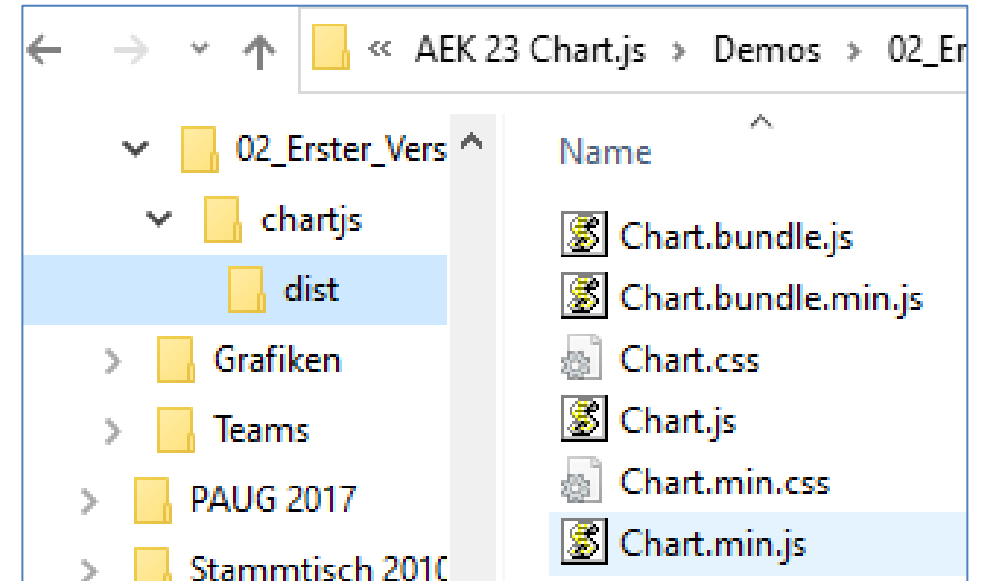 « AEK 23 Chart.js › Demos › 02_Er
02_Erster_Vers
chartjs
dist
Grafiken
Teams
PAUG 2017
Stammtisch 2010
Name
Chart.bundle.js
Chart.bundle.min.js
Chart.css
Chart.js
Chart.min.css
Chart.min.js